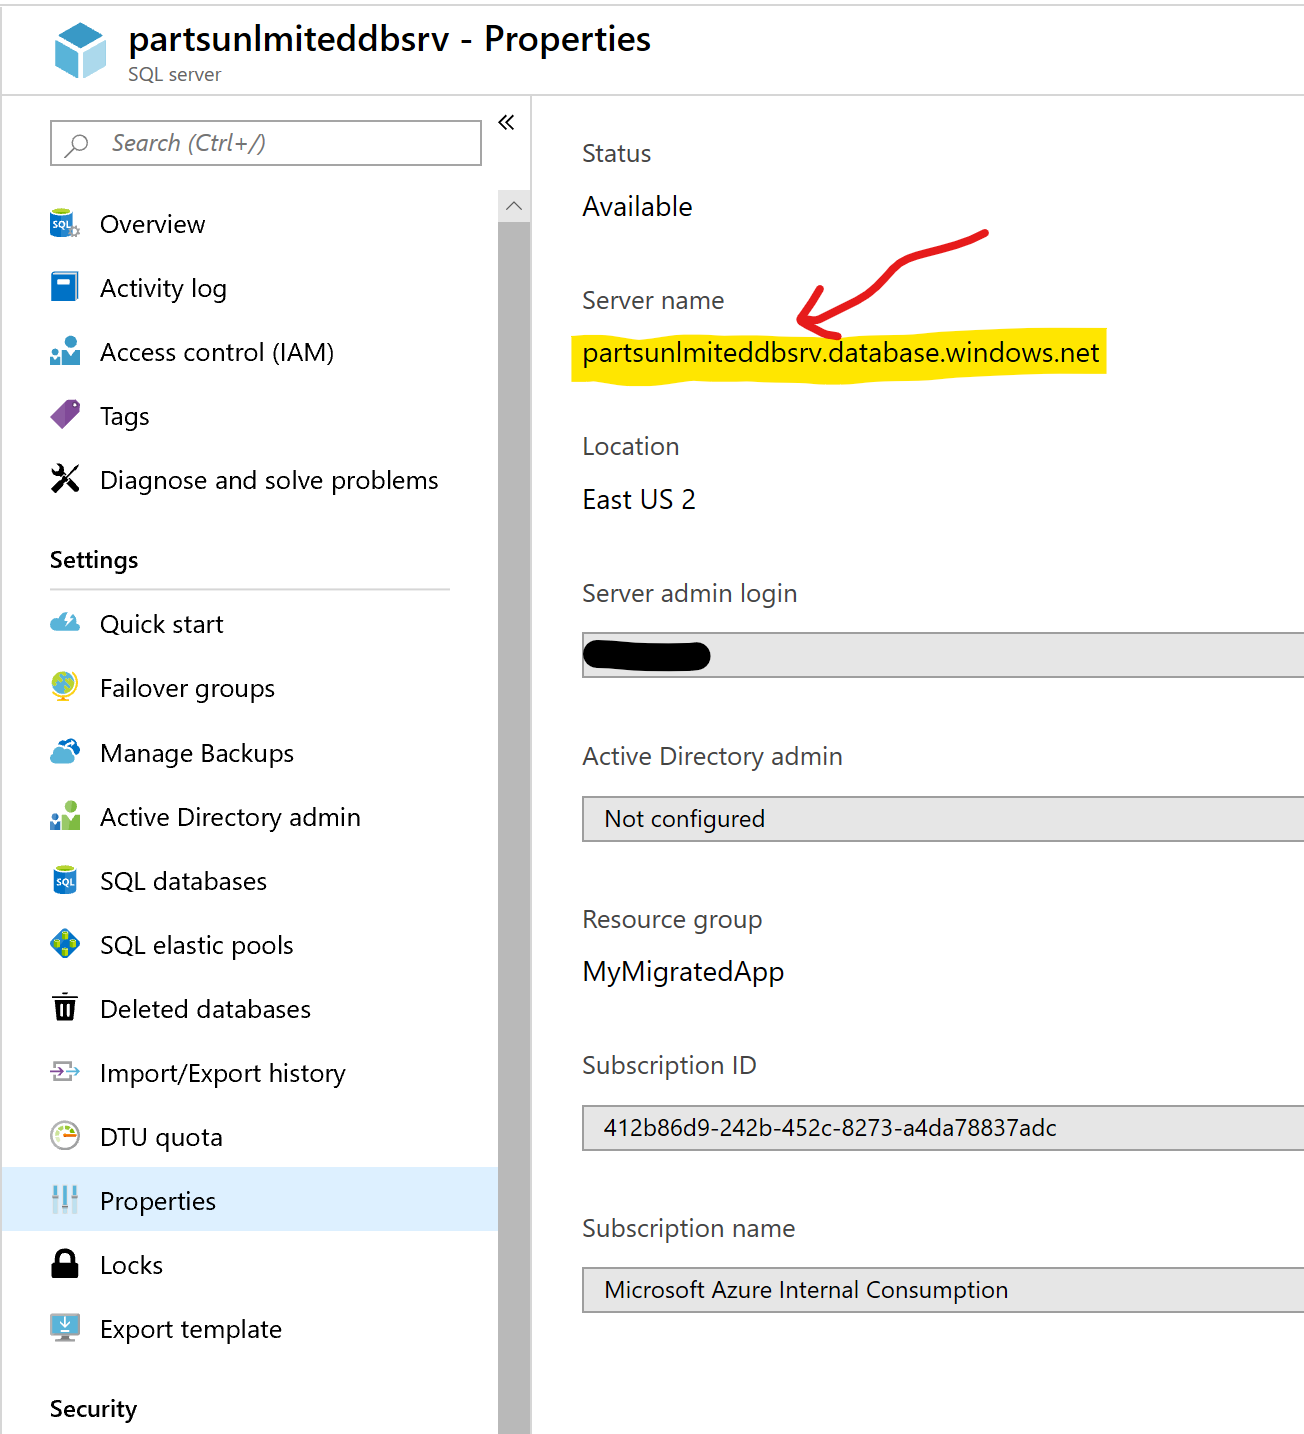 partsunlmiteddbsrv - Properties
SQL server
Search (Ctrl+/)
Overview
Activity log
Access control (IAM)
Tags
Diagnose and solve problems
Settings
Quick start
Failover groups
Manage Backups
Active Directory admin
SQL databases
SQL elastic pools
Deleted databases
Import/Export history
DTU quota
Properties
Locks
Export template
Security
Status
Available
Server name
partsunlmiteddbsrv.database.windows.net
Location
East US 2
Server admin login
Active Directory admin
Not configured
Resource group
MyMigratedApp
Subscription ID
412b86d9-242b-452c-8273-a4da78837adc
Subscription name
Microsoft Azure Internal Consumption